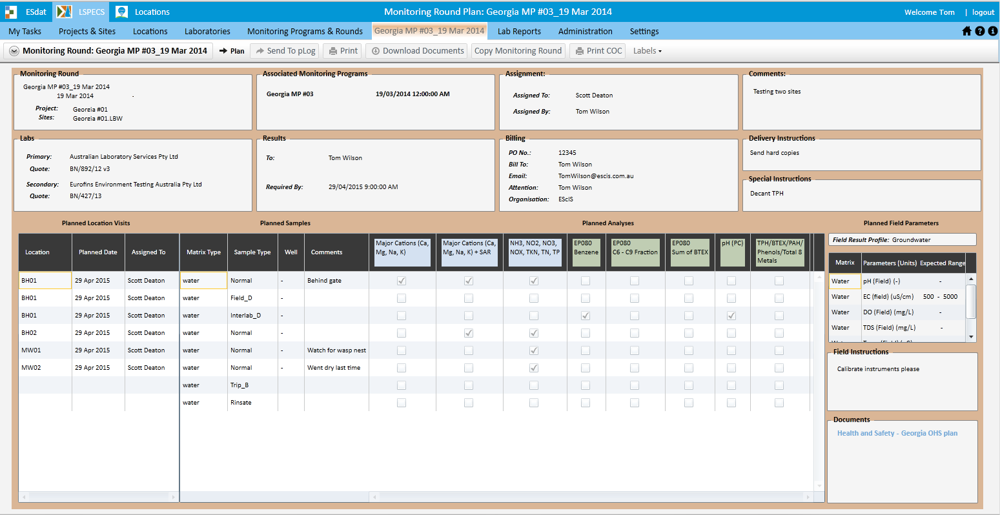 ESdat LSPECS Locations Monitoring Round Plan: Georgia MP #03_19 Mar 2014 Welcome Tom | logout
My Tasks Projects & Sites Locations Laboratories Monitoring Programs & Rounds Georgia MP #03_19 Mar 2014 Lab Reports Administration Settings
Monitoring Round: Georgia MP #03_19 Mar 2014 Plan Send To pLog Print Download Documents Copy Monitoring Round Print COC Labels
Monitoring Round
Georgia MP #03_19 Mar 2014
19 Mar 2014 -
Project: Georgia #01
Sites: Georgia #01.LBW
Associated Monitoring Programs
Georgia MP #03 19/03/2014 12:00:00 AM
Assignment:
Assigned To: Scott Deaton
Assigned By: Tom Wilson
Comments:
Testing two sites
Labs
Primary: Australian Laboratory Services Pty Ltd
Quote: BN/892/12 v3
Secondary: Eurofins Environment Testing Australia Pty Ltd
Quote: BN/427/13
Results
To: Tom Wilson
Required By: 29/04/2015 9:00:00 AM
Billing
PO No.: 12345
Bill To: Tom Wilson
Email: TomWilson@escis.com.au
Attention: Tom Wilson
Organisation: EScIS
Delivery Instructions
Send hard copies
Special Instructions
Decant TPH
Planned Location Visits Planned Samples Planned Analyses
Location Planned Date Assigned To Matrix Type Sample Type Well Comments
Major Cations (Ca,
Mg, Na, K)
Major Cations (Ca,
Mg, Na, K) + SAR
NH3, NO2, NO3,
NOX, TKN, TN, TP
EP080
Benzene
EP080
C6 - C9 Fraction
EP080
Sum of BTEX
pH (PC)
TPH/BTEX/PAH/
Phenols/Total 8
Metals
BH01 29 Apr 2015 Scott Deaton water Normal - Behind gate
BH01 29 Apr 2015 Scott Deaton water Field_D -
BH01 29 Apr 2015 Scott Deaton water Interlab_D -
BH02 29 Apr 2015 Scott Deaton water Normal -
MW01 29 Apr 2015 Scott Deaton water Normal - Watch for wasp nest
MW02 29 Apr 2015 Scott Deaton water Normal - Went dry last time
water Trip_B
water Rinsate
Planned Field Parameters
Field Result Profile: Groundwater
Matrix Parameters (Units) Expected Range
Water pH (Field) (-) -
Water EC (field) (uS/cm) 500 - 5000
Water DO (Field) (mg/L) -
Water TDS (Field) (mg/L) -
Field Instructions
Calibrate instruments please
Documents
Health and Safety - Georgia OHS plan